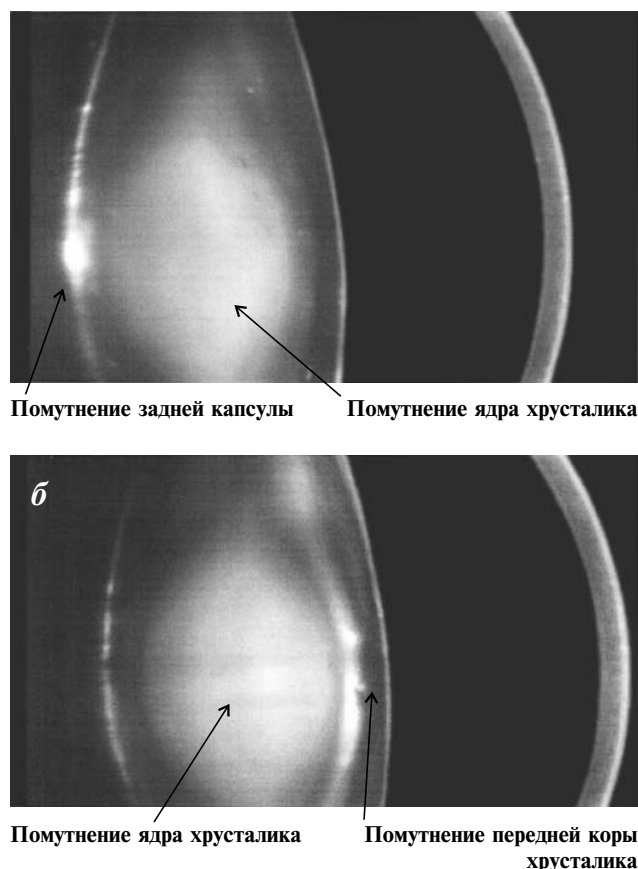 Помутнение задней капсулы
Помутнение ядра хрусталика
б
Помутнение ядра хрусталика
Помутнение передней коры
хрусталика